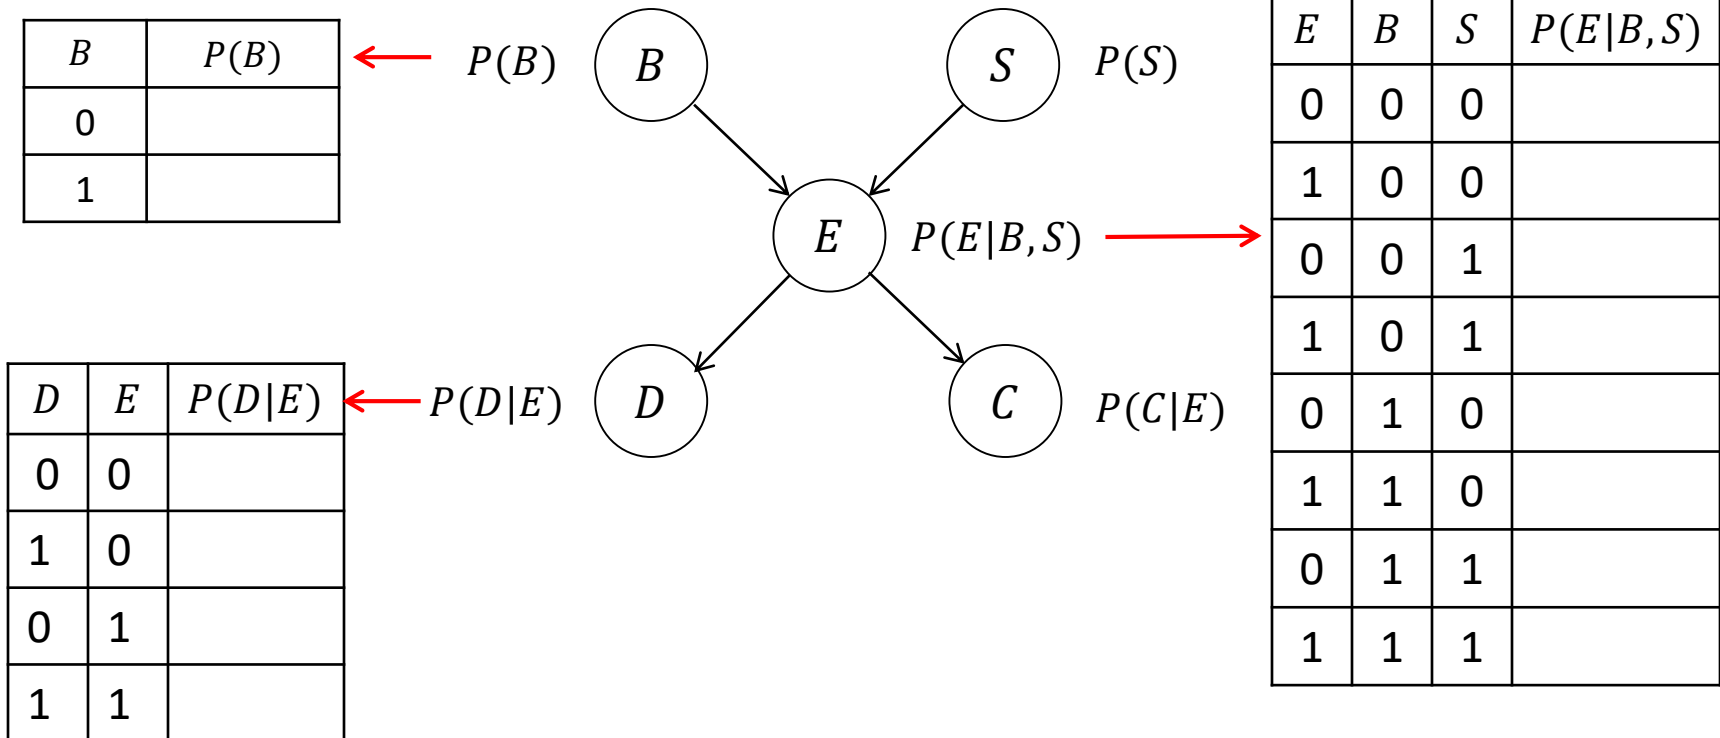 B P(B)
0
1
P(B)
B
S
P(S)
E
P(E|B,S)
D
P(D|E)
C
P(C|E)
D E P(D|E)
0 0
1 0
0 1
1 1
E B S P(E|B,S)
0 0 0
1 0 0
0 0 1
1 0 1
0 1 0
1 1 0
0 1 1
1 1 1